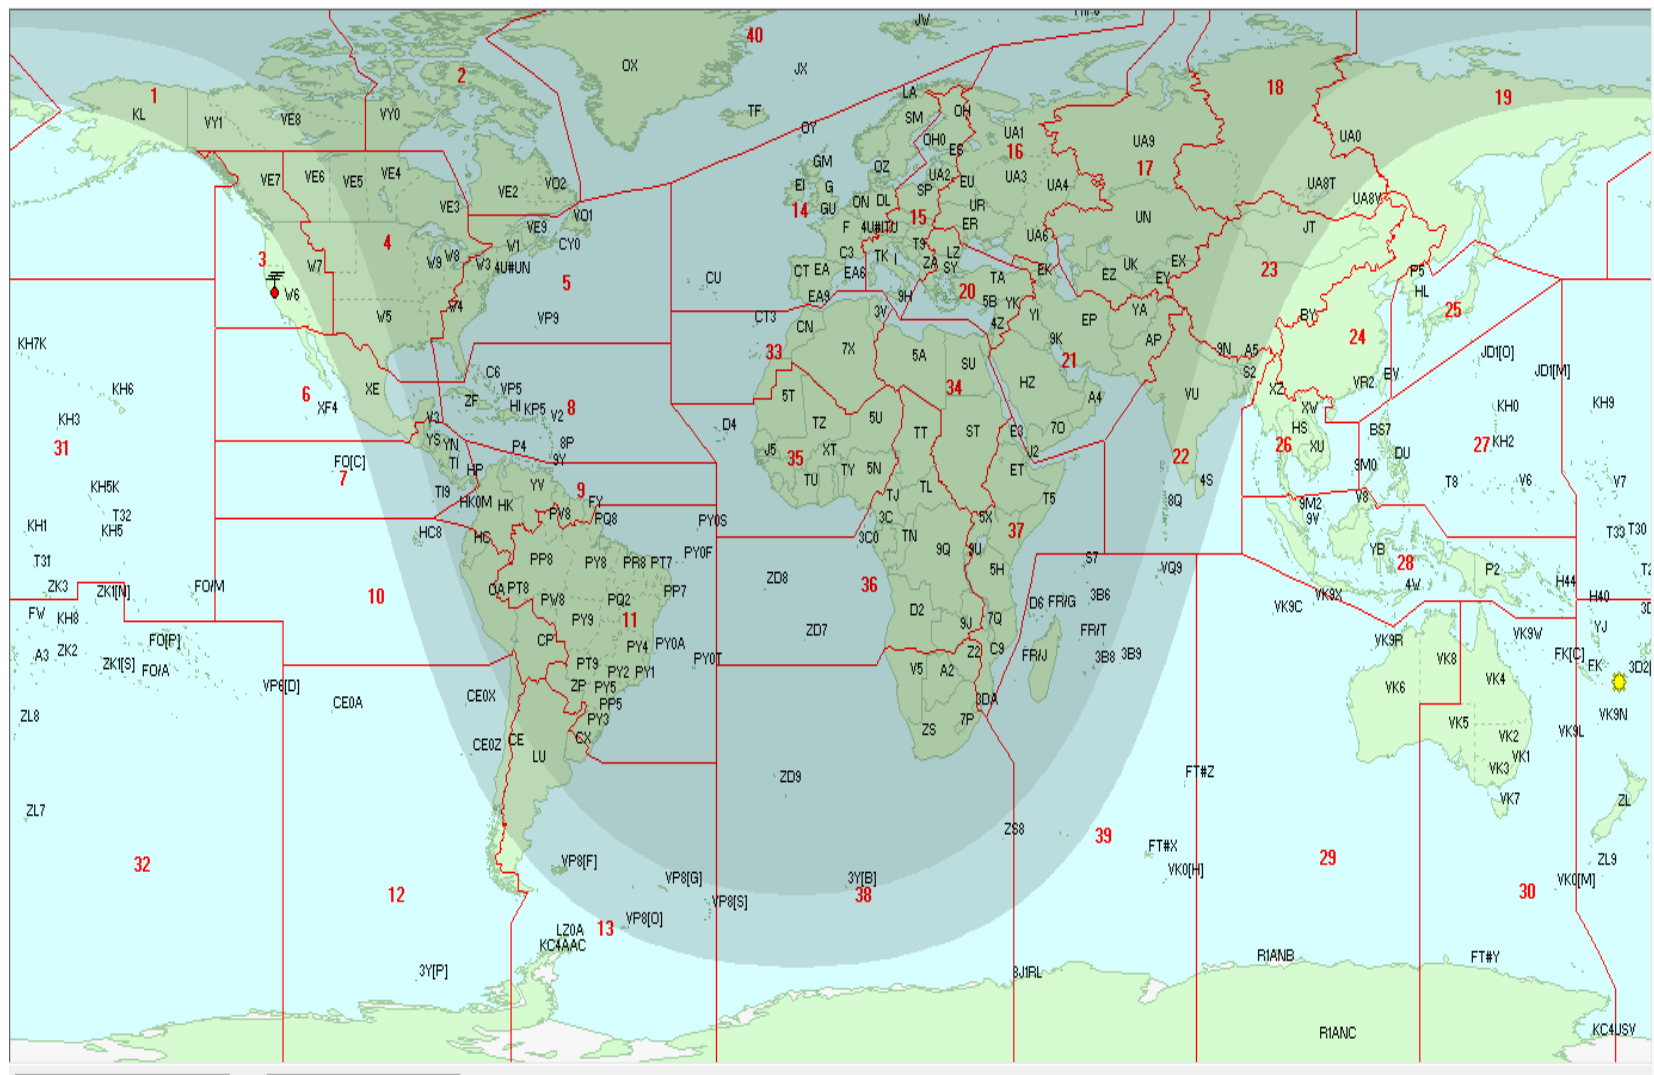 JW
40
OX
JX
2
18
1
19
KL
VY1
VE8
VY0
TF
OY
LA
SM
OH
OH0
UA1
16
ES
UA9
17
UA0
GM
OZ
UA2
EU
UA3
UA4
UA8T
UA8V
VE7
VE6
VE5
VE4
VE3
VE2
VO2
EI
G
14
GU
ON
DL
SP
15
UR
ER
UN
JT
VO1
VE9
CY0
F
4U#ITU
T9
UA6
3
4
W7
W9
W8
W3
W1
4U#UN
5
C3
TK
I
ZA
LZ
SY
CT
EA
EA6
EA9
9H
20
TA
EK
EZ
UK
EX
EY
23
P5
HL
25
W6
W5
W4
VP9
CU
CT3
33
CN
3V
7X
5A
SU
34
5B
4Z
YK
YI
9K
21
EP
YA
AP
9N
A5
S2
BY
24
KH7K
KH6
KH3
31
6
XF4
XE
C6
VP5
ZF
HI
KP5
V2
8
5T
TZ
5U
XT
J5
35
TU
TY
5N
TT
ST
HZ
A4
7O
E3
J2
ET
VU
22
XZ
VR2
BV
XV
HS
XU
26
JD1[O]
JD1[M]
KH0
KH9
KH2
27
BS7
DU
9M0
V3
YS
YN
TI
HP
P4
8P
9Y
D4
FO[C]
7
TI9
HK0M
HK
YV
9
FY
PV8
PQ8
PY0S
TJ
TL
3C
3C0
TN
9Q
5X
9U
37
T5
8Q
4S
9M2
9V
V8
T8
V6
V7
KH5K
T32
KH5
KH1
T31
HC8
HC
PP8
PY8
PR8
PT7
PY0F
ZD8
36
5H
S7
VQ9
YB
28
4W
P2
T33
T30
ZK3
ZK1[N]
FO/M
10
OA
PT8
PW8
PQ2
PP7
D2
D6
FR/G
3B6
VK9C
VK9X
H44
H40
FW
KH8
A3
ZK2
FO[P]
ZK1[S]
FO/A
CP
PY9
11
PY4
PY0A
PY0T
ZD7
9J
7Q
Z2
C9
FR/T
FR/J
3B8
3B9
VK9R
VK8
VK9W
YJ
FK[C]
EK
VP6[D]
CE0A
CE0X
PT9
PY2
PY1
ZP
PY5
PP5
PY3
V5
A2
3DA
7P
ZS
VK6
VK4
VK5
VK2
VK1
VK3
VK7
VK9L
VK9N
ZL8
CE0Z
CE
LU
CX
ZD9
FT#Z
ZL7
ZS8
39
FT#X
VK0[H]
29
ZL
ZL9
VK0[M]
30
32
12
VP8[F]
VP8[G]
VP8[S]
VP8[O]
3Y[B]
38
13
LZ0A
KC4AAC
3Y[P]
8J1RL
R1ANB
FT#Y
R1ANC
KC4USV